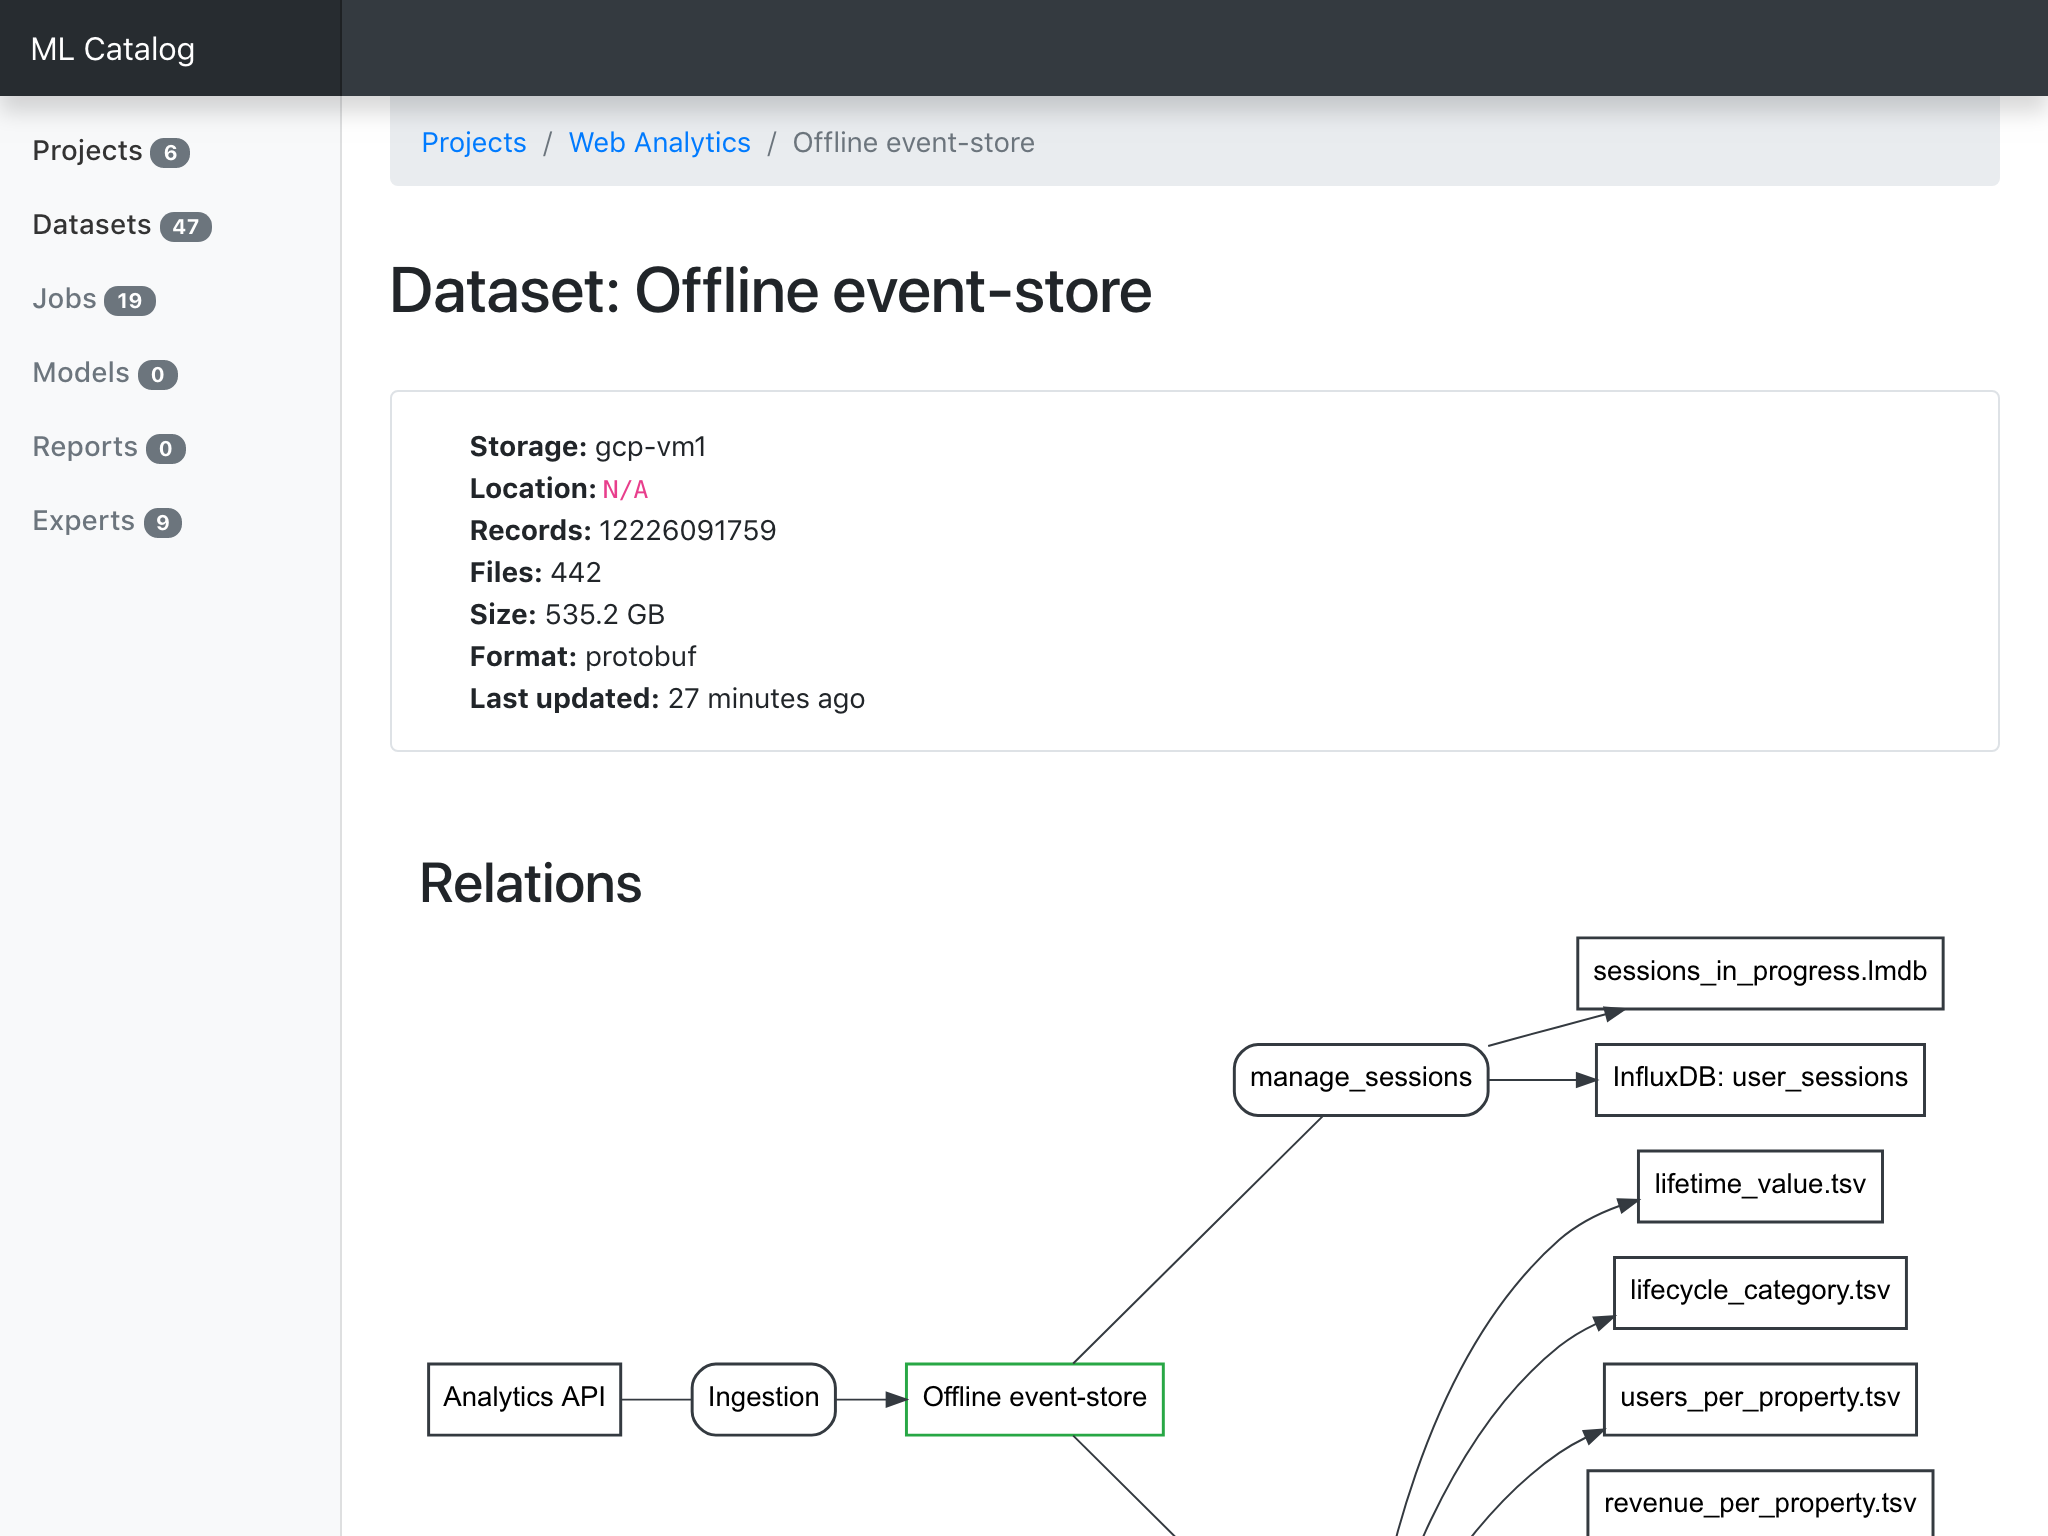 ML Catalog
Projects 6
Datasets 47
Jobs 19
Models 0
Reports 0
Experts 9
Projects / Web Analytics / Offline event-store
Dataset: Offline event-store
Storage: gcp-vm1
Location: N/A
Records: 12226091759
Files: 442
Size: 535.2 GB
Format: protobuf
Last updated: 27 minutes ago
Relations
sessions_in_progress.lmdb
manage_sessions
InfluxDB: user_sessions
lifetime_value.tsv
lifecycle_category.tsv
Analytics API
Ingestion
Offline event-store
users_per_property.tsv
revenue_per_property.tsv